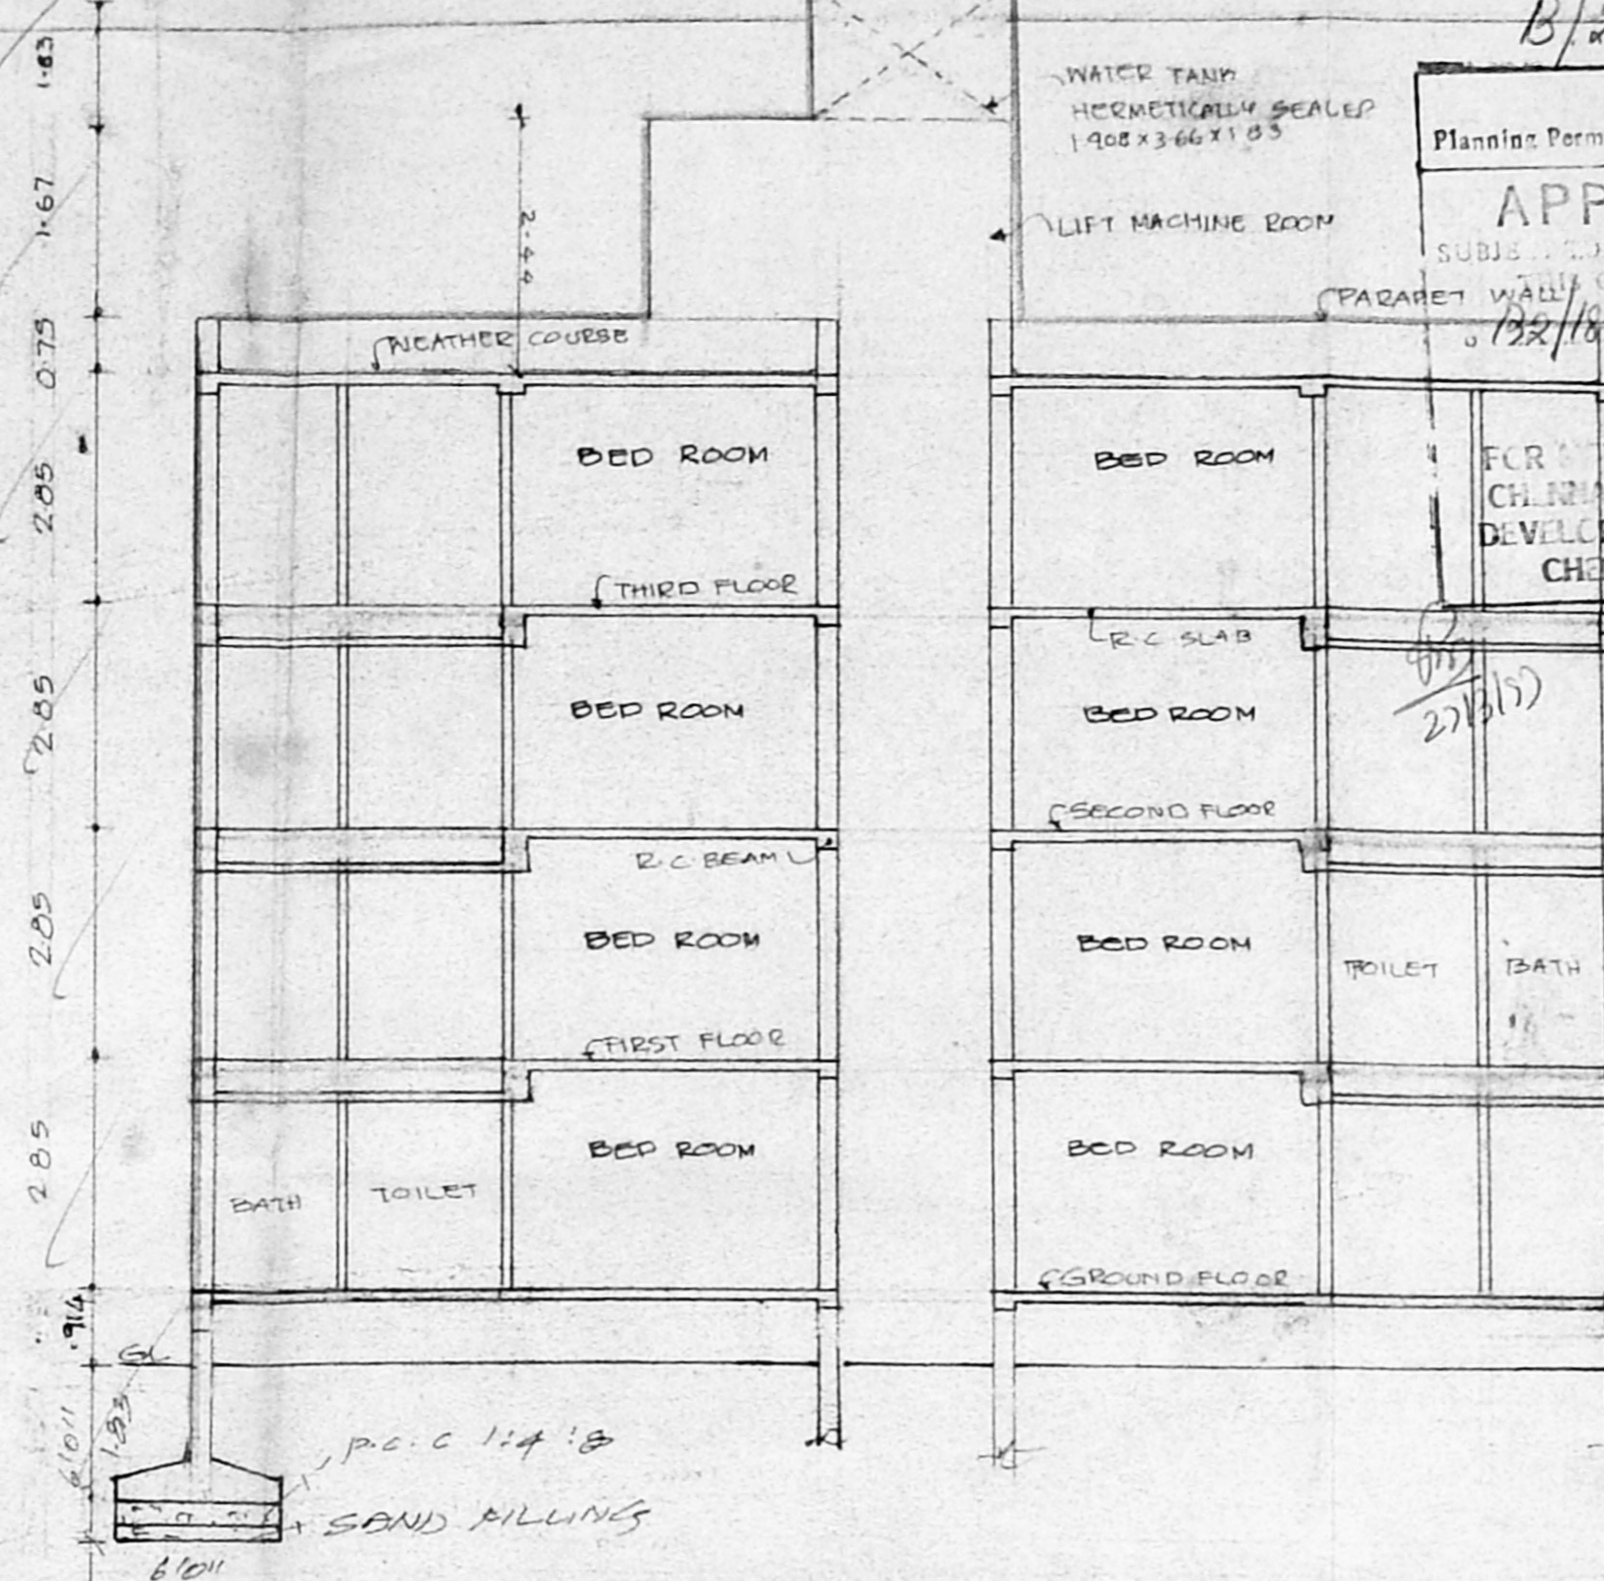 1.83
WATER TANK
HERMETICALLY SEALED
1.908 x 3.66 x 1.83
Planning Perm
APP
1.67
2.44
LIFT MACHINE ROOM
PARAPET WALL
B2/18
0.75
WEATHER COURSE
BED ROOM
BED ROOM
2.85
THIRD FLOOR
R.C SLAB
BED ROOM
BED ROOM
2.85
SECOND FLOOR
R.C.BEAM
BED ROOM
BED ROOM
TOILET
BATH
2.85
FIRST FLOOR
BED ROOM
BED ROOM
BATH
TOILET
2.85
GROUND FLOOR
.914
GL
6'0"
1.83
P.C.C 1:4:8
SAND FILLING
6'0"